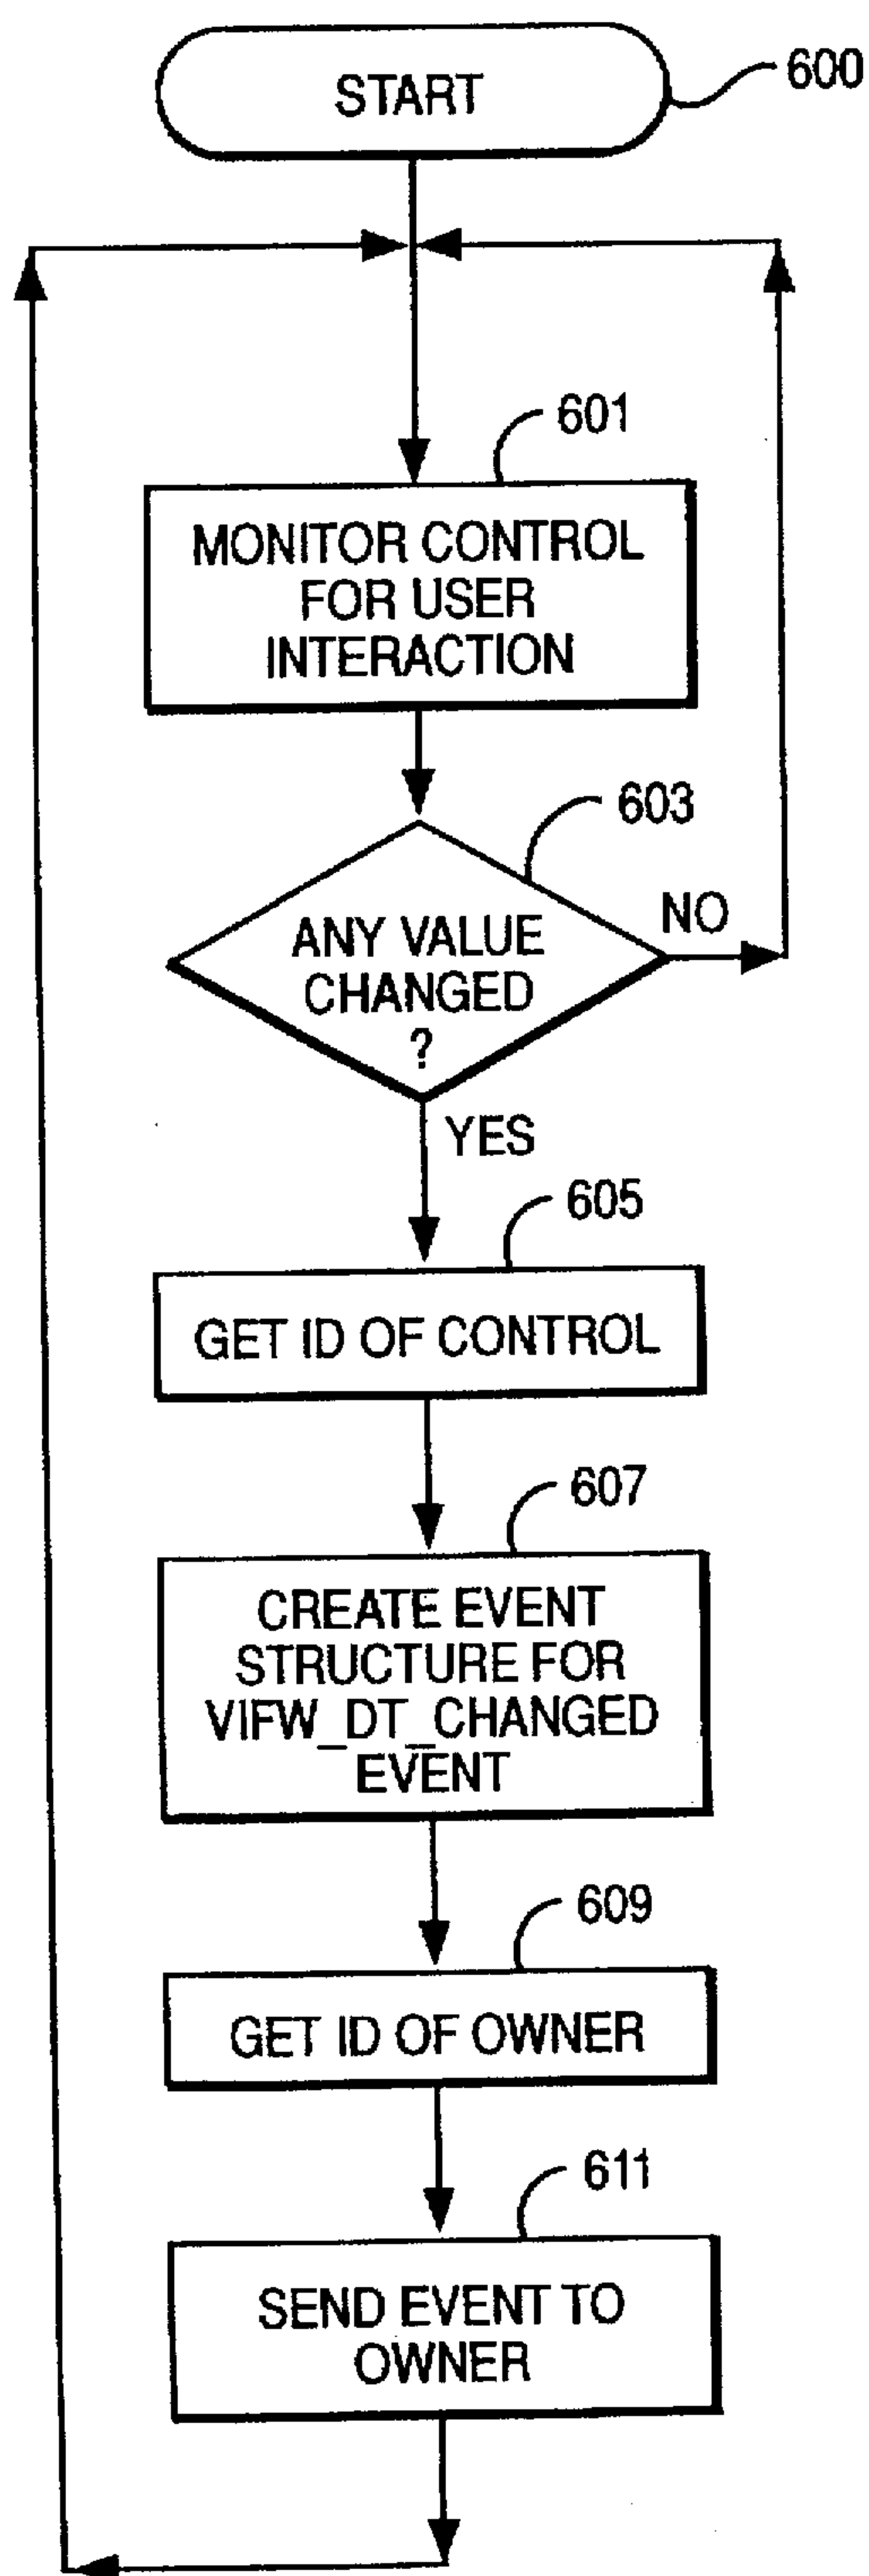 START
600
601
MONITOR CONTROL
FOR USER
INTERACTION
603
ANY VALUE
CHANGED
?
NO
YES
605
GET ID OF CONTROL
607
CREATE EVENT
STRUCTURE FOR
VIFW_DT_CHANGED
EVENT
609
GET ID OF OWNER
611
SEND EVENT TO
OWNER